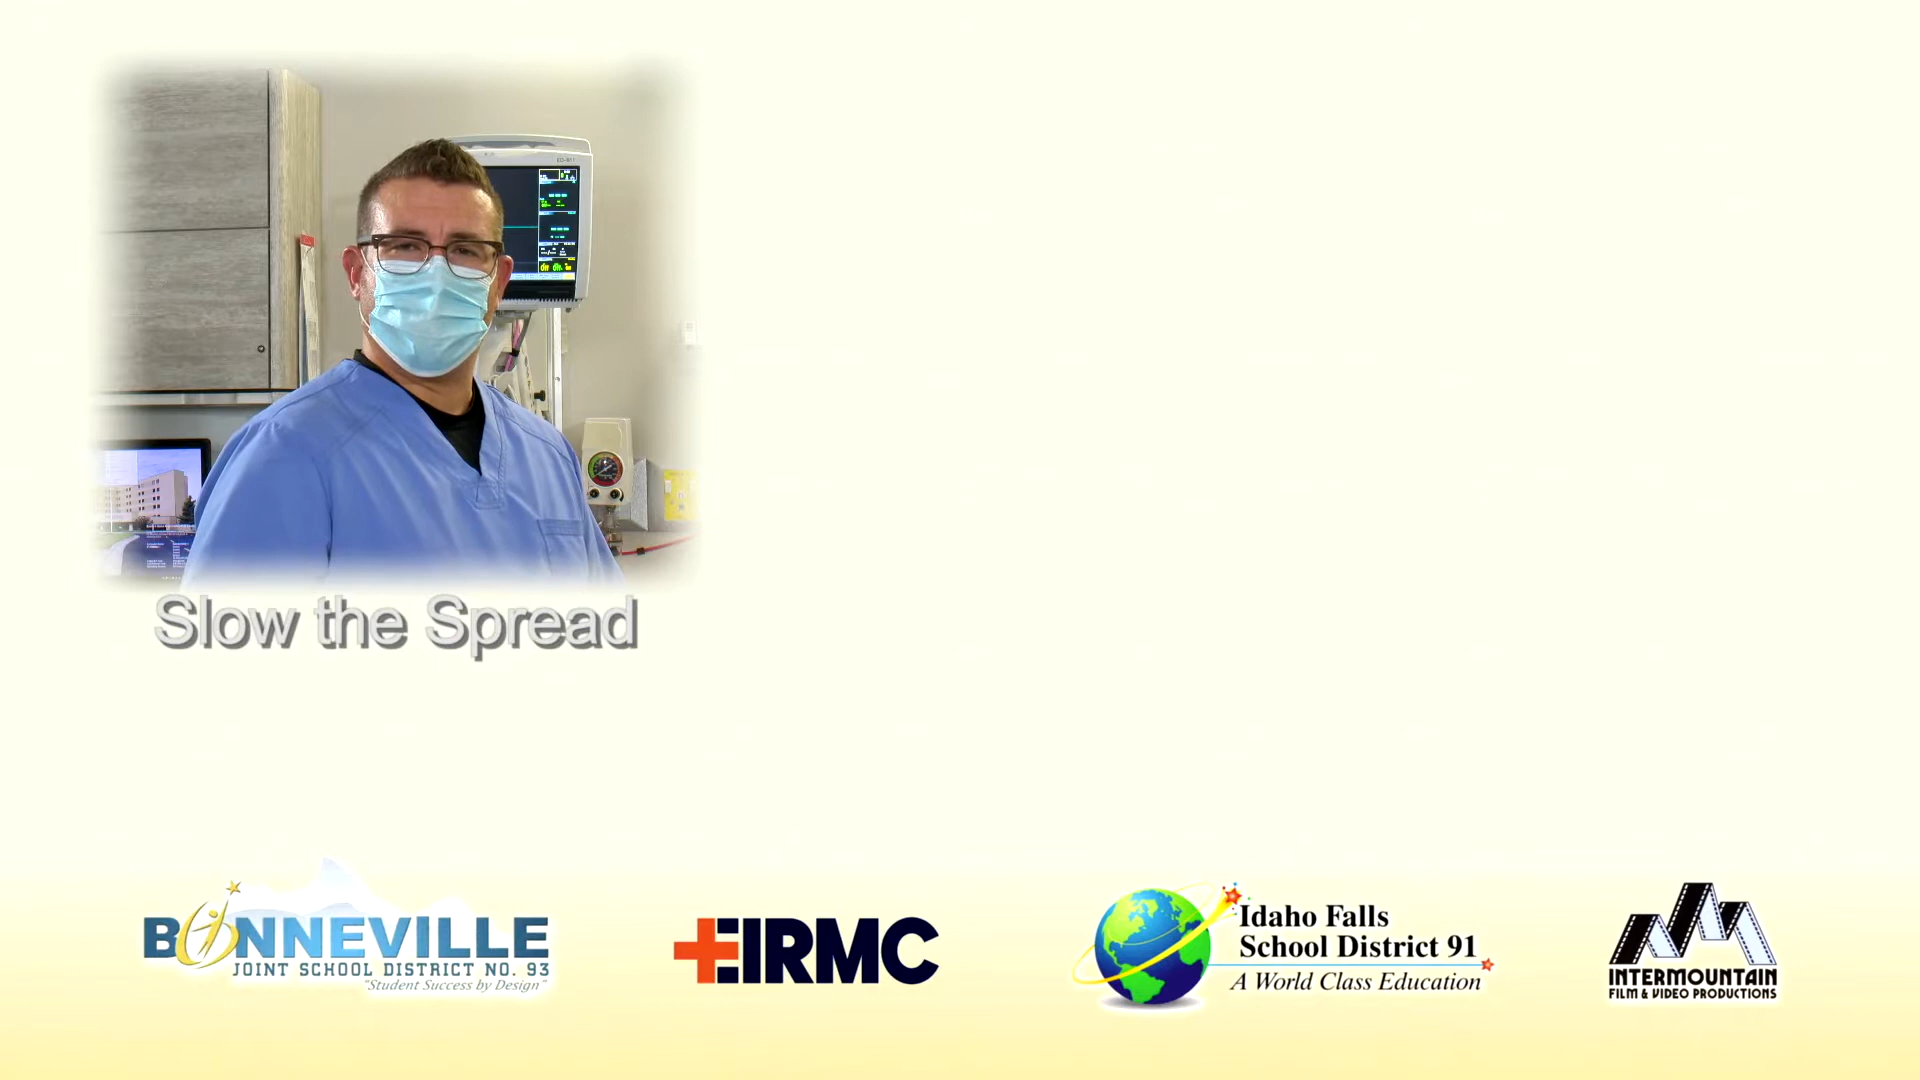 Slow the Spread
BONNEVILLE
JOINT SCHOOL DISTRICT NO. 93
"Student Success by Design"
EIRMC
Idaho Falls
School District 91
A World Class Education
INTERMOUNTAIN
FILM & VIDEO PRODUCTIONS